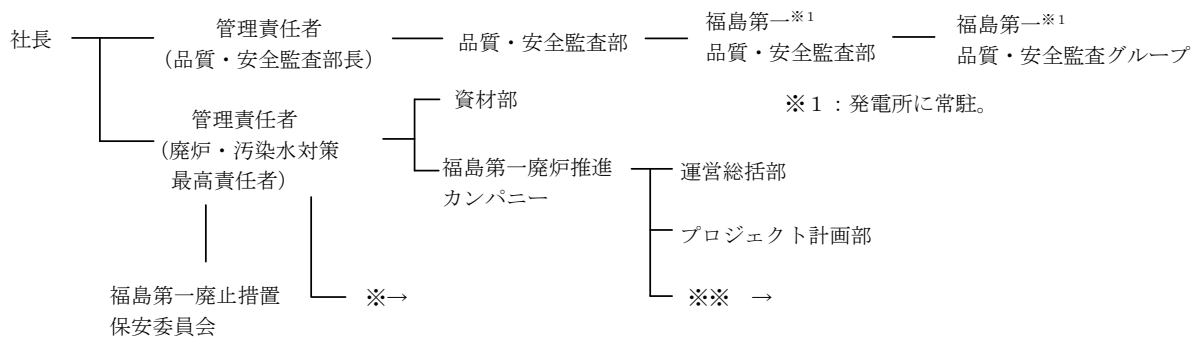 社長
管理責任者
(品質・安全監査部長)
品質・安全監査部
福島第一※1
品質・安全監査部
福島第一※1
品質・安全監査グループ
※1：発電所に常駐。
管理責任者
(廃炉・汚染水対策
最高責任者)
資材部
福島第一廃炉推進
カンパニー
運営総括部
プロジェクト計画部
福島第一廃止措置
保安委員会
※→
※※ →